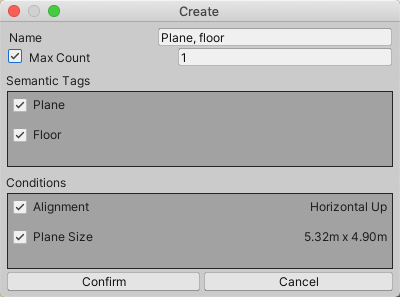 Create
Name Plane, floor
Max Count 1
Semantic Tags
Plane
Floor
Conditions
Alignment Horizontal Up
Plane Size 5.32m x 4.90m
Confirm Cancel